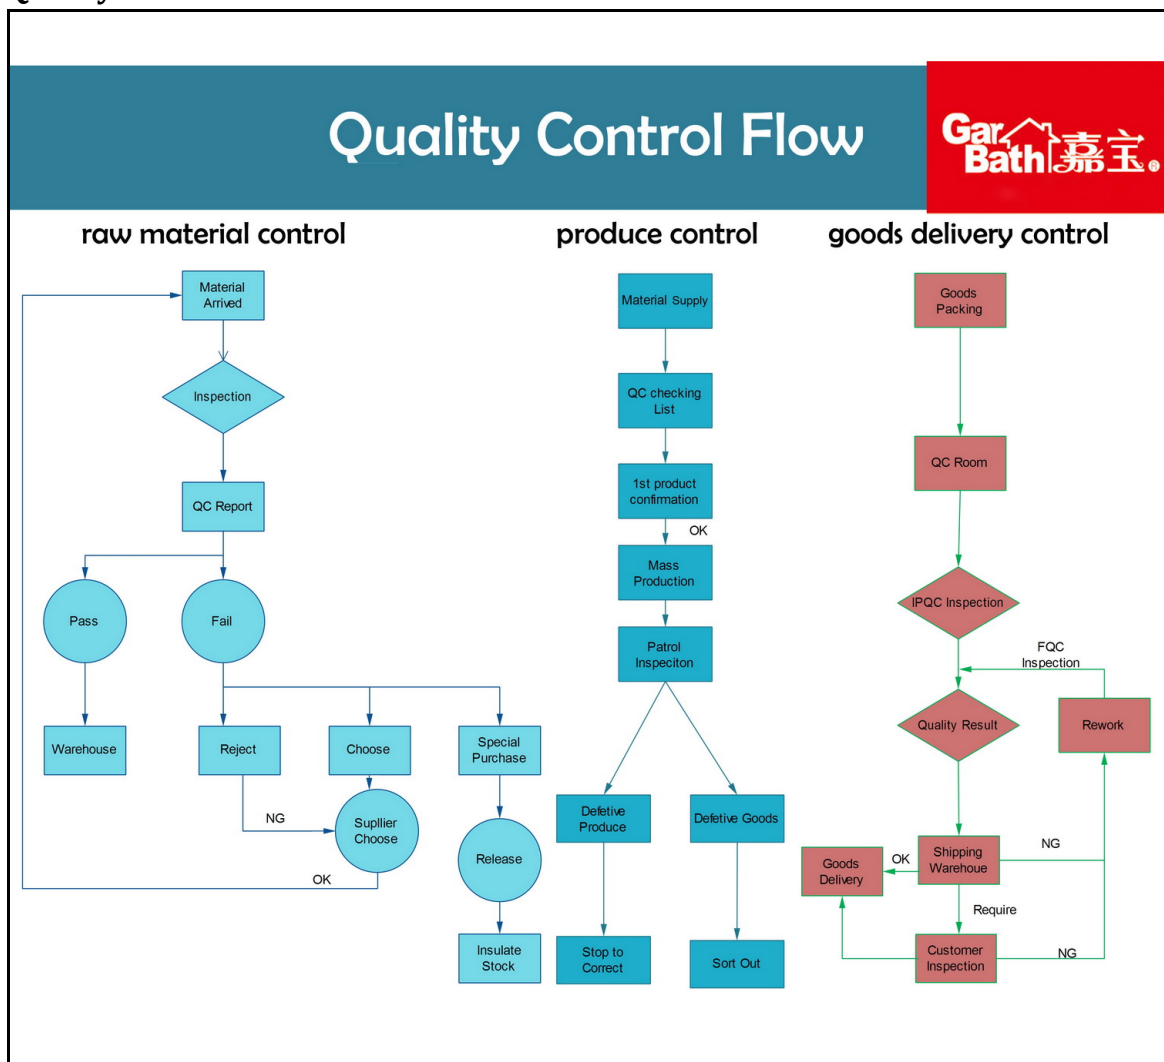 Quality Control Flow
Gar
Bath嘉宝®
raw material control
produce control
goods delivery control
Material
Arrived
Inspection
QC Report
Pass
Fail
Warehouse
Reject
Choose
Special
Purchase
NG
Supllier
Choose
OK
Release
Insulate
Stock
Material Supply
QC checking
List
1st product
confirmation
OK
Mass
Production
Patrol
Inspeciton
Defetive
Produce
Defetive Goods
Stop to
Correct
Sort Out
Goods
Packing
QC Room
IPQC Inspection
FQC
Inspection
Quality Result
Rework
Goods
Delivery
OK
Shipping
Warehoue
NG
Require
Customer
Inspection
NG